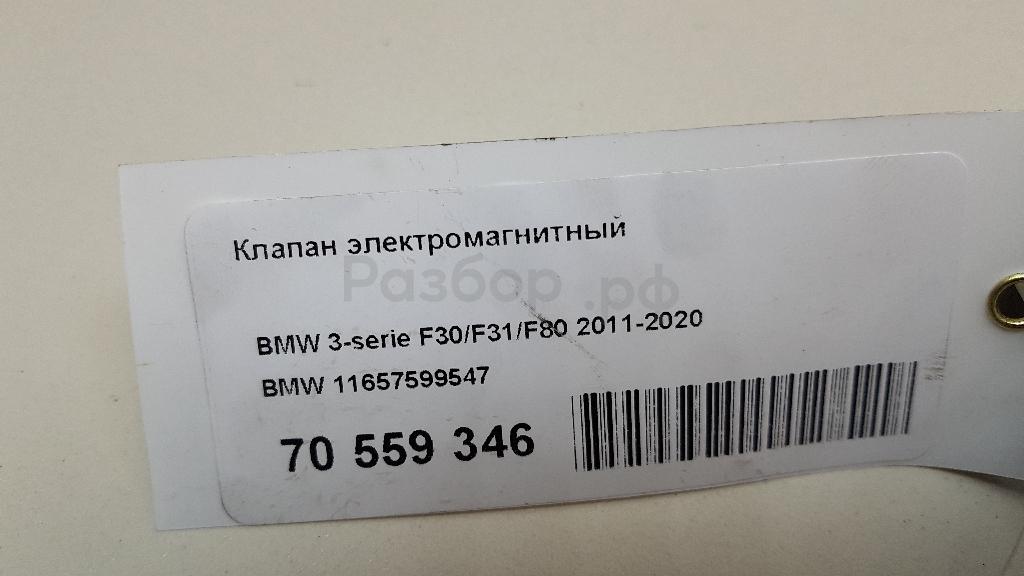 Клапан электромагнитный
Разбор.рф
BMW 3-serie F30/F31/F80 2011-2020
BMW 11657599547
70 559 346